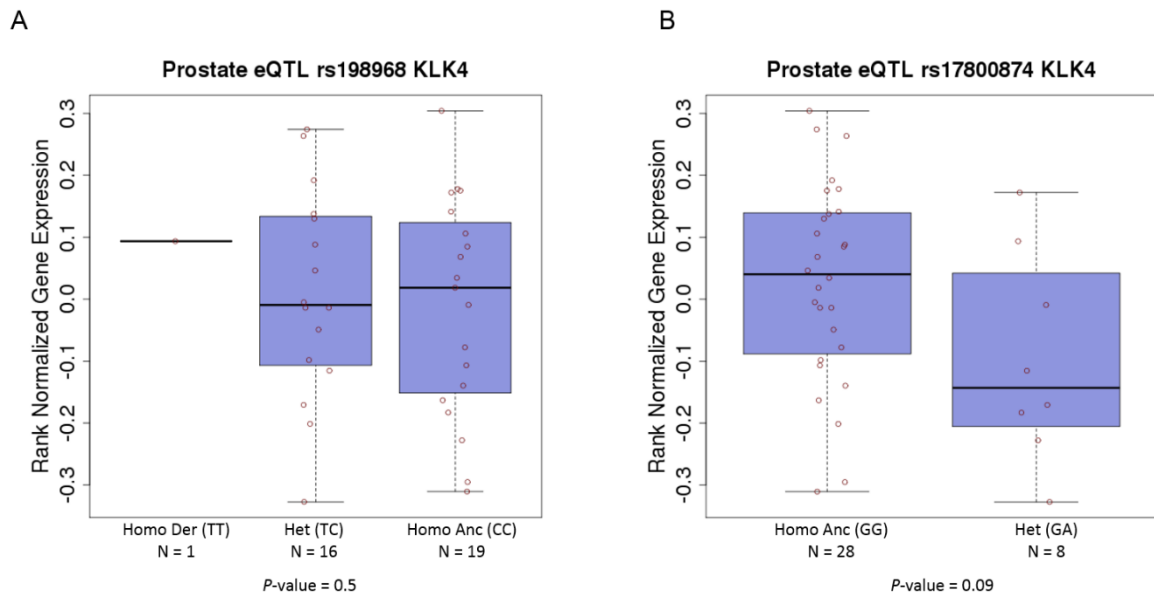 A
Prostate eQTL rs198968 KLK4
Rank Normalized Gene Expression
0.3
0.2
0.1
0.0
-0.1
-0.2
-0.3
Homo Der (TT)
N = 1
Het (TC)
N = 16
Homo Anc (CC)
N = 19
P-value = 0.5
B
Prostate eQTL rs17800874 KLK4
Rank Normalized Gene Expression
0.3
0.2
0.1
0.0
-0.1
-0.2
-0.3
Homo Anc (GG)
N = 28
Het (GA)
N = 8
P-value = 0.09